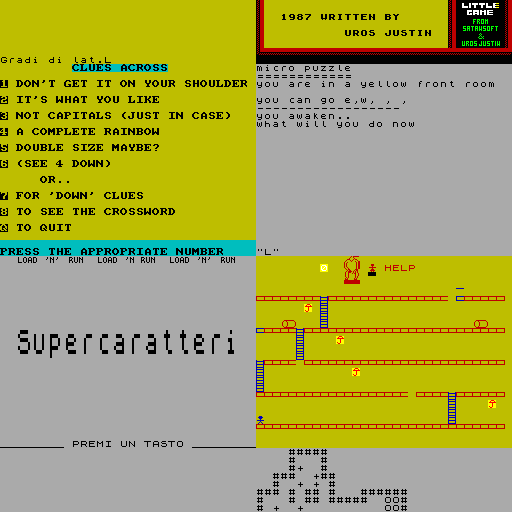 Gradi di lat.L
CLUES ACROSS
1 DON'T GET IT ON YOUR SHOULDER
2 IT'S WHAT YOU LIKE
3 NOT CAPITALS (JUST IN CASE)
4 A COMPLETE RAINBOW
5 DOUBLE SIZE MAYBE?
6 (SEE 4 DOWN)
OR..
7 FOR 'DOWN' CLUES
8 TO SEE THE CROSSWORD
0 TO QUIT
PRESS THE APPROPRIATE NUMBER
1987 WRITTEN BY
UROS JUSTIN
LITTLE
GAME
FROM
SATANSOFT
&
UROS JUSTIN
micro puzzle
============
you are in a yellow front room
you can go e,w, , ,
------------------
you awaken..
what will you do now
"L"
LOAD 'N' RUN LOAD 'N' RUN LOAD 'N' RUN
Supercaratteri
PREMI UN TASTO
HELP